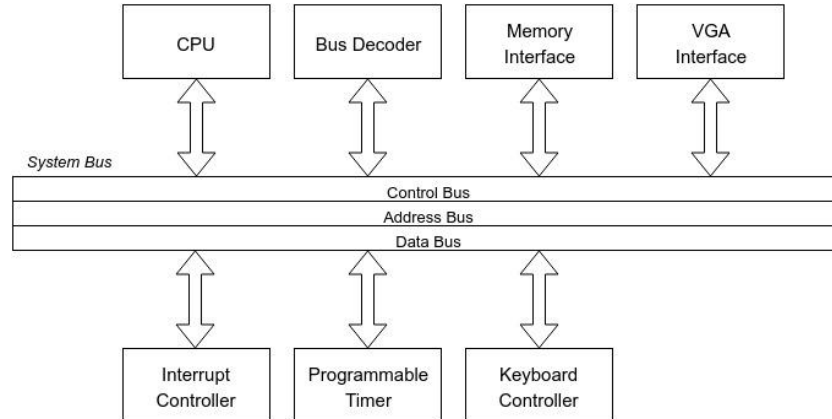 CPU
Bus Decoder
Memory
Interface
VGA
Interface
System Bus
Control Bus
Address Bus
Data Bus
Interrupt
Controller
Programmable
Timer
Keyboard
Controller